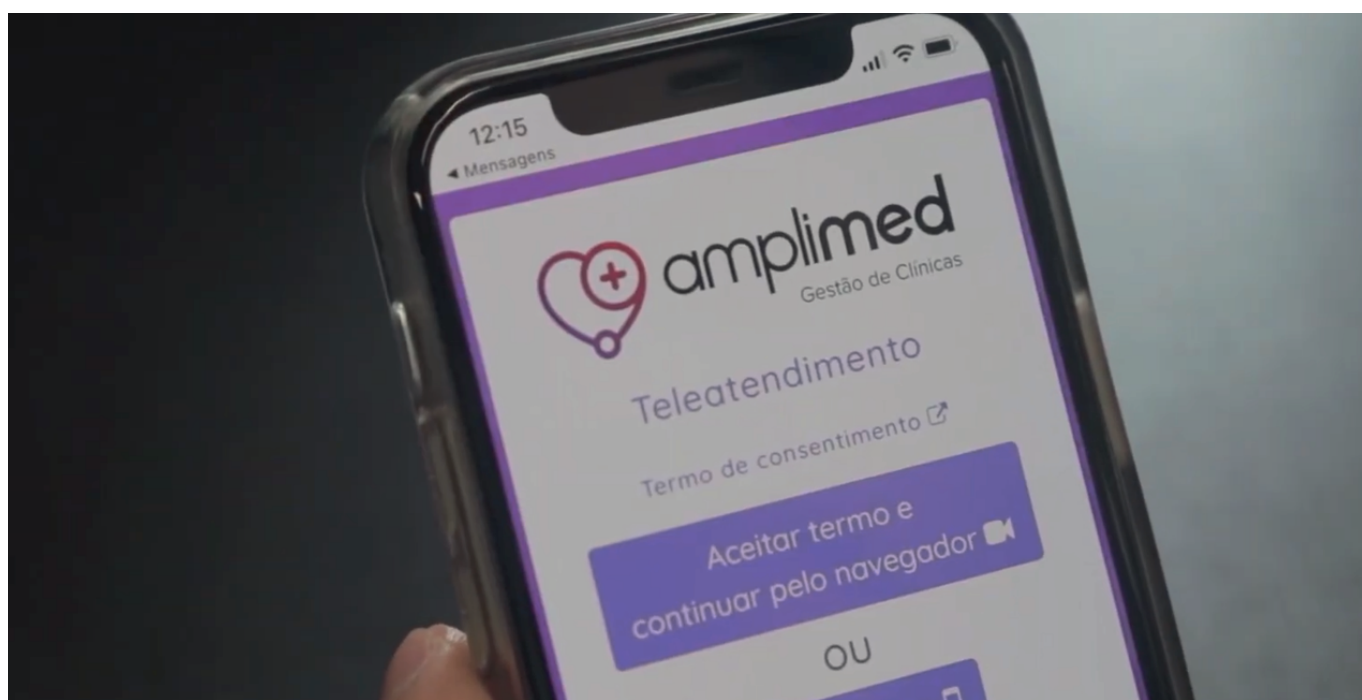 12:15
Mensagens
amplimed
Gestão de Clínicas
Teleatendimento
Termo de consentimento
Aceitar termo e
continuar pelo navegador
OU